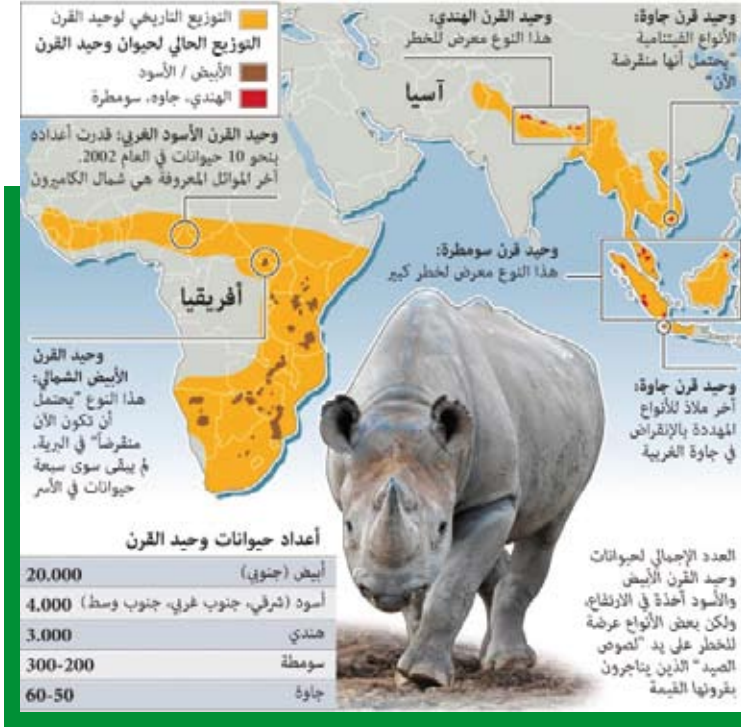 التوزيع التاريخي لوحيد القرن
التوزيع الحالي لحيوان وحيد القرن
الأبيض / الأسود
الهندي، جاوه، سومطرة
وحيد القرن الهندي:
هذا النوع معرض للخطر
وحيد قرن جاوة:
الأنواع الفيتنامية
"يحتمل أنها منقرضة
الآن"
آسيا
وحيد القرن الأسود الغربي: قدرت أعداده
بنحو 10 حيوانات في العام 2002.
آخر الموائل المعروفة هي شمال الكاميرون
وحيد قرن سومطرة:
هذا النوع معرض لخطر كبير
أفريقيا
وحيد القرن
الأبيض الشمالي:
هذا النوع "يحتمل
أن تكون الآن
منقرضاً" في البرية.
لم يبقى سوى سبعة
حيوانات في الأسر
وحيد قرن جاوة:
آخر ملاذ للأنواع
المهددة بالإنقراض
في جاوة الغربية
أعداد حيوانات وحيد القرن
أبيض (جنوبي) 20.000
أسود (شرقي، جنوب غربي، جنوب وسط) 4.000
هندي 3.000
سومطة 300-200
جاوة 60-50
العدد الإجمالي لحيوانات
وحيد القرن الأبيض
والأسود آخذة في الارتفاع،
ولكن بعض الأنواع عرضة
للخطر على يد "لصوص
الصيد" الذين يتاجرون
بقرونها القيمة